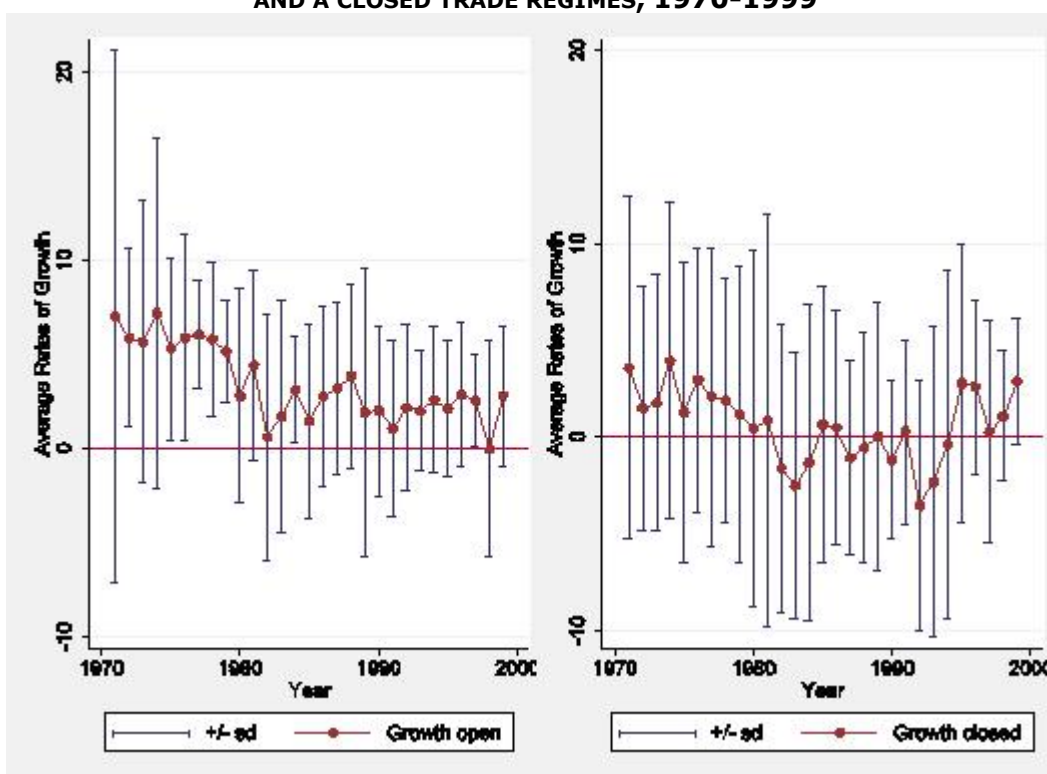 AND A CLOSED TRADE REGIMES, 1970-1999
20
10
0
-10
Average Rates of Growth
1970
1980
1990
2000
Year
+/- sd
Growth open
20
10
0
-10
Average Rates of Growth
1970
1980
1990
2000
Year
+/- sd
Growth closed